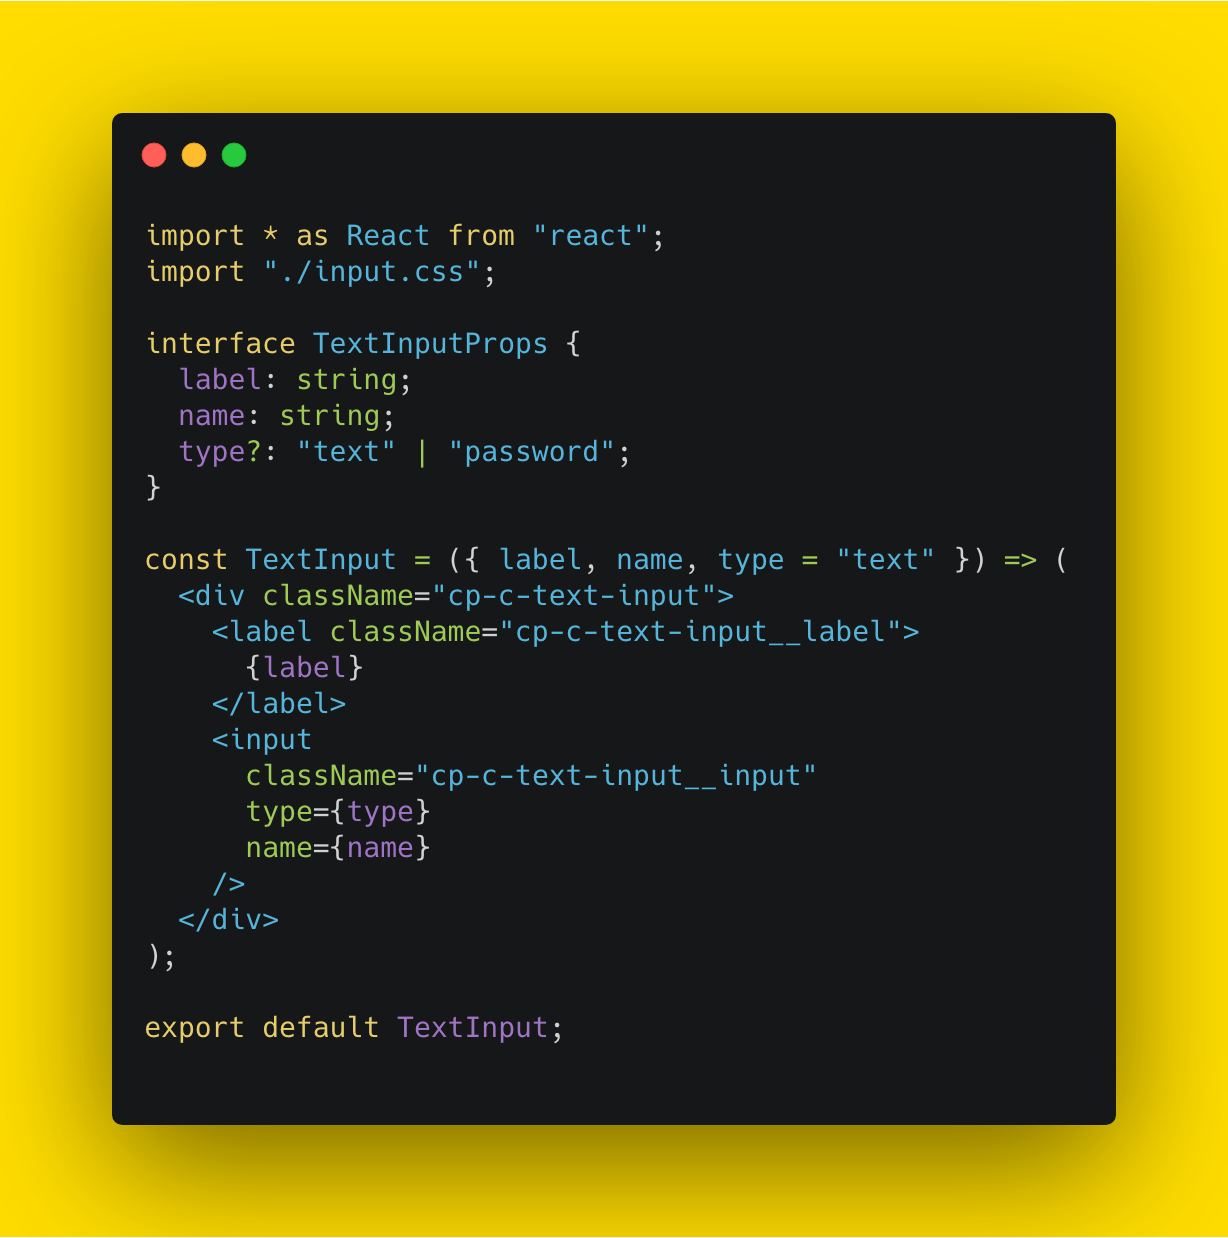 import * as React from "react";
import "./input.css";

interface TextInputProps {
  label: string;
  name: string;
  type?: "text" | "password";
}

const TextInput = ({ label, name, type = "text" }) => (
  <div className="cp-c-text-input">
    <label className="cp-c-text-input__label">
      {label}
    </label>
    <input
      className="cp-c-text-input__input"
      type={type}
      name={name}
    />
  </div>
);

export default TextInput;